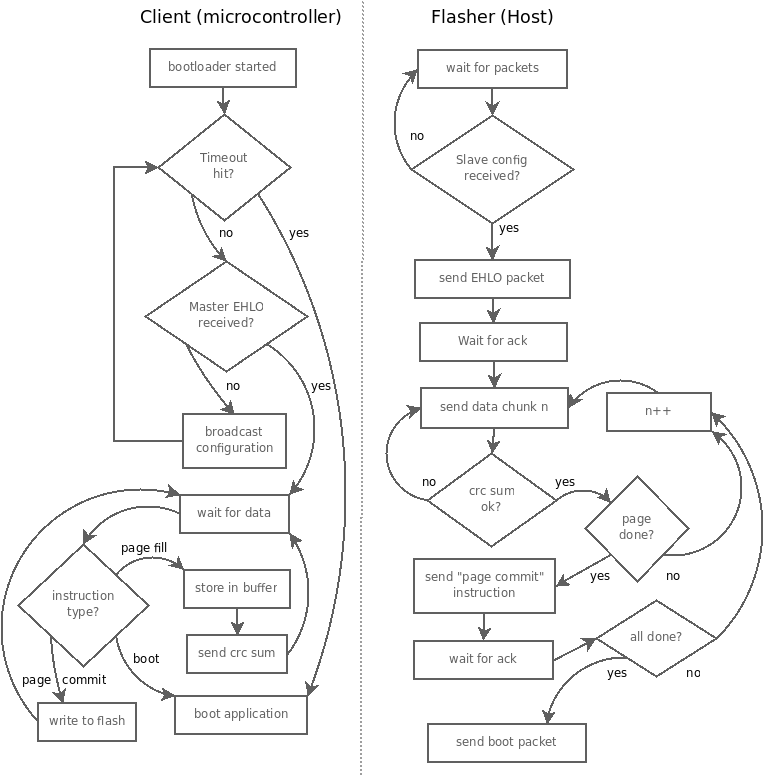 Client (microcontroller)
bootloader started
Timeout
hit?
no
yes
Master EHLO
received?
no
yes
broadcast
configuration
wait for data
page fill
instruction
type?
store in buffer
send crc sum
boot
page commit
write to flash
boot application
Flasher (Host)
wait for packets
no
Slave config
received?
yes
send EHLO packet
Wait for ack
send data chunk n
n++
no
crc sum
ok?
yes
page
done?
yes
no
send "page commit"
instruction
wait for ack
all done?
yes
no
send boot packet